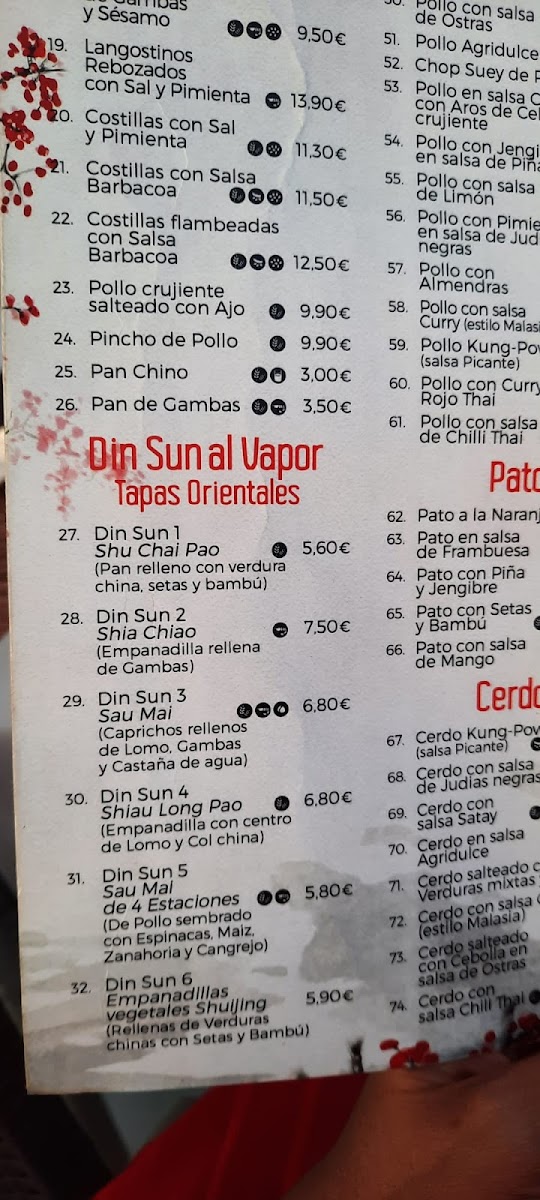 y Sésamo 9,50€
19. Langostinos
Rebozados
con Sal y Pimienta 13,90€
20. Costillas con Sal
y Pimienta 11,30€
21. Costillas con Salsa
Barbacoa 11,50€
22. Costillas flambeadas
con Salsa
Barbacoa 12,50€
23. Pollo crujiente
salteado con Ajo 9,90€
24. Pincho de Pollo 9,90€
25. Pan Chino 3,00€
26. Pan de Gambas 3,50€
Din Sun al Vapor
Tapas Orientales
27. Din Sun 1
Shu Chai Pao 5,60€
(Pan relleno con verdura
china, setas y bambú)
28. Din Sun 2
Shia Chiao 7,50€
(Empanadilla rellena
de Gambas)
29. Din Sun 3
Sau Mai 6,80€
(Caprichos rellenos
de Lomo, Gambas
y Castaña de agua)
30. Din Sun 4
Shiau Long Pao 6,80€
(Empanadilla con centro
de Lomo y Col china)
31. Din Sun 5
Sau Mai
de 4 Estaciones 5,80€
(De Pollo sembrado
con Espinacas, Maiz,
Zanahoria y Cangrejo)
32. Din Sun 6
Empanadillas 5,90€
vegetales Shuijing
(Rellenas de Verduras
chinas con Setas y Bambú)
Pollo con salsa
de Ostras
51. Pollo Agridulce
52. Chop Suey de
53. Pollo en salsa
con Aros de
crujiente
54. Pollo con
en salsa de
55. Pollo con salsa
de Limón
56. Pollo con
en salsa de
negras
57. Pollo con
Almendras
58. Pollo con salsa
Curry (estilo
59. Pollo
(salsa Picante)
60. Pollo con Curry
Rojo Thai
61. Pollo con salsa
de Chilli Thai
Pato
62. Pato a la
63. Pato en salsa
de Frambuesa
64. Pato con Piña
y Jengibre
65. Pato con Setas
y Bambú
66. Pato con salsa
de Mango
Cerdo
67. Cerdo
(salsa Picante)
68. Cerdo con salsa
de Judias negras
69. Cerdo con
salsa Satay
70. Cerdo en salsa
Agridulce
71. Cerdo salteado
Verduras mixtas
72. Cerdo con salsa
(estilo Malasia)
73. Cerdo salteado
con Cebolla en
salsa de Ostras
74. Cerdo con
salsa Chili Thai